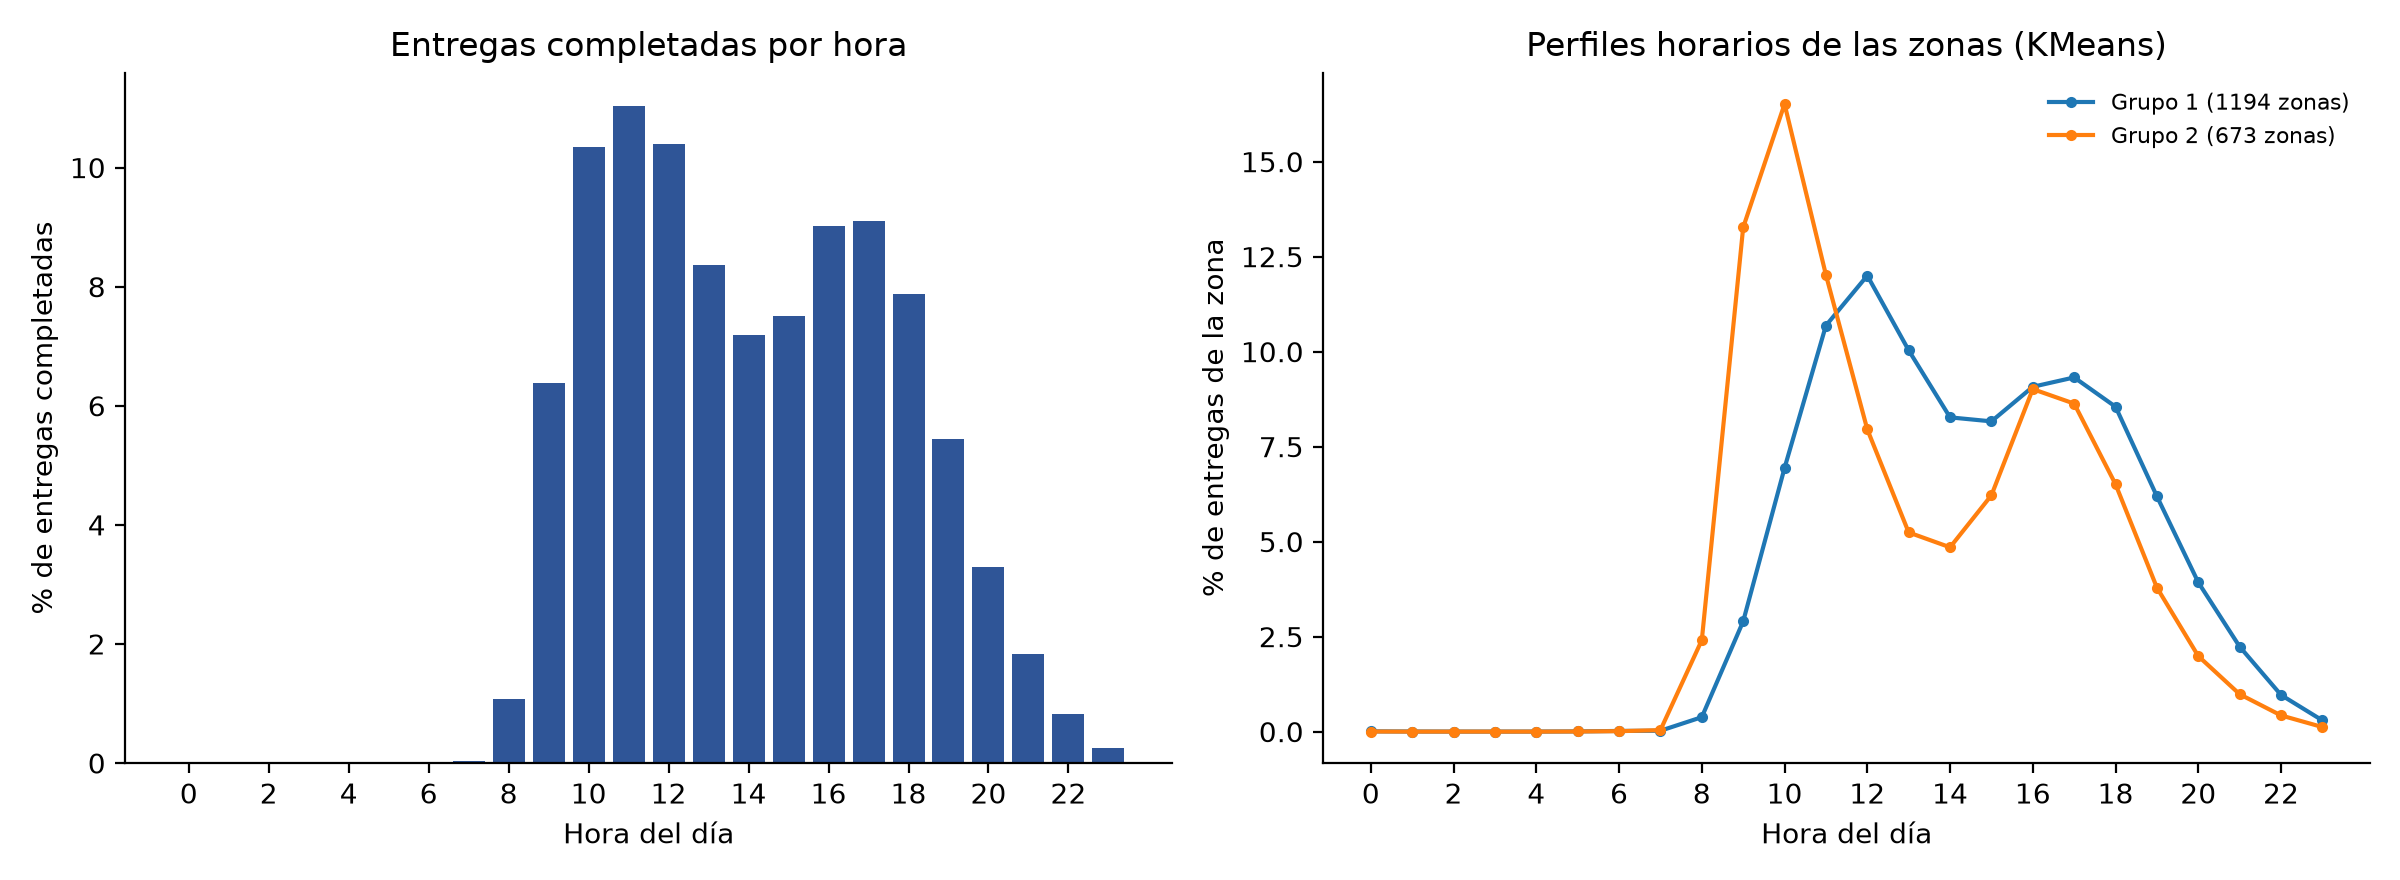 Entregas completadas por hora
% de entregas completadas
10
8
6
4
2
0
0 2 4 6 8 10 12 14 16 18 20 22
Hora del día
Perfiles horarios de las zonas (KMeans)
Grupo 1 (1194 zonas)
Grupo 2 (673 zonas)
% de entregas de la zona
15.0
12.5
10.0
7.5
5.0
2.5
0.0
0 2 4 6 8 10 12 14 16 18 20 22
Hora del día